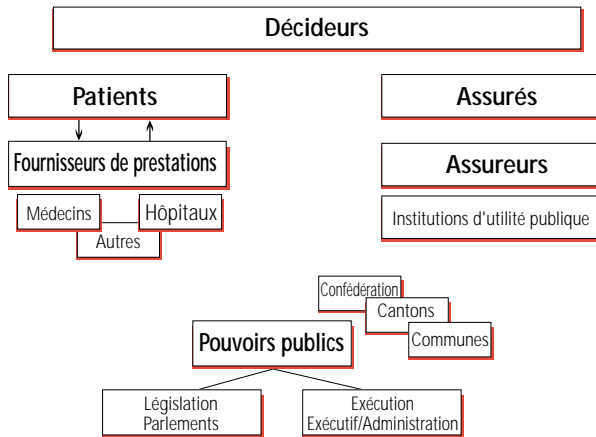 Décideurs
Patients
Assurés
Fournisseurs de prestations
Assureurs
Médecins
Hôpitaux
Autres
Institutions d'utilité publique
Confédération
Cantons
Communes
Pouvoirs publics
Législation
Parlements
Exécution
Exécutif/Administration